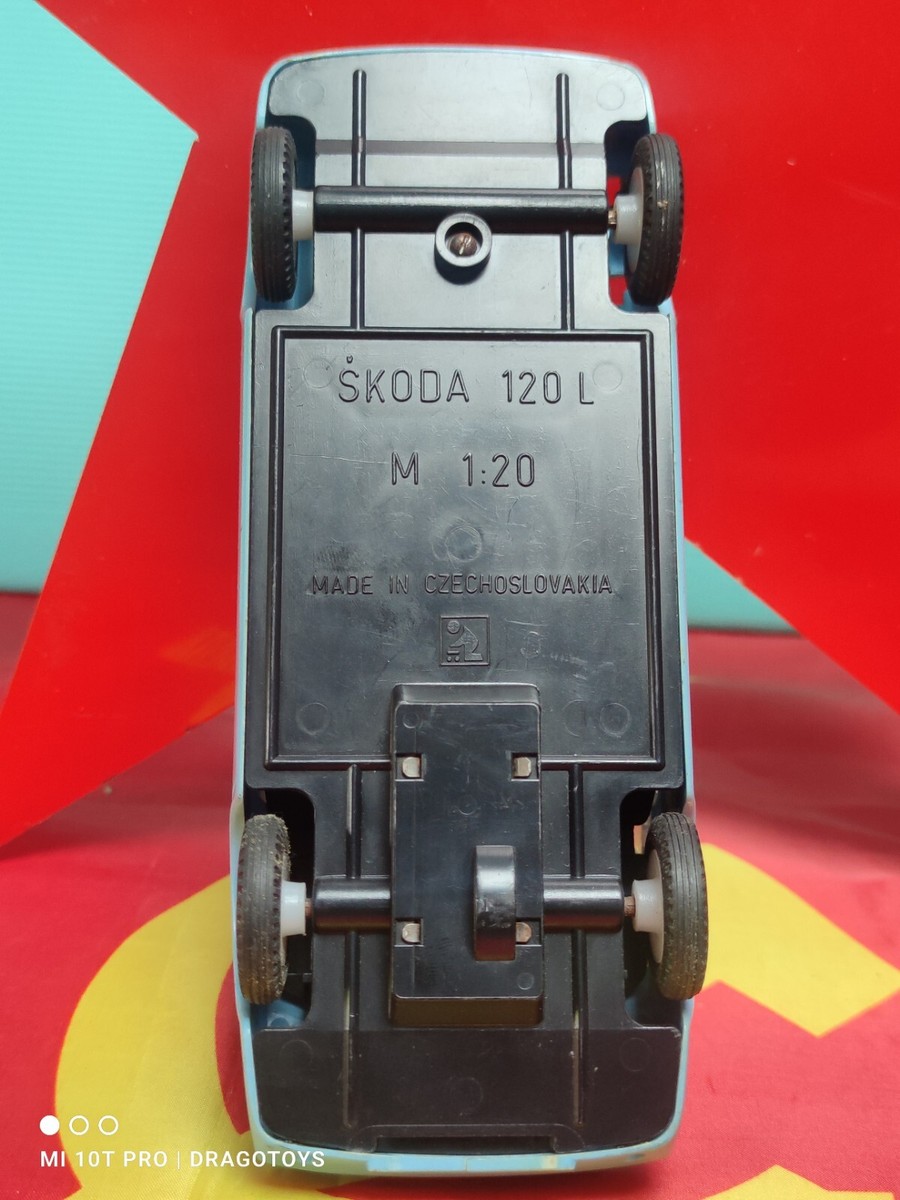 ŠKODA 120 L
M 1:20
MADE IN CZECHOSLOVAKIA
MI 10T PRO | DRAGOTOYS